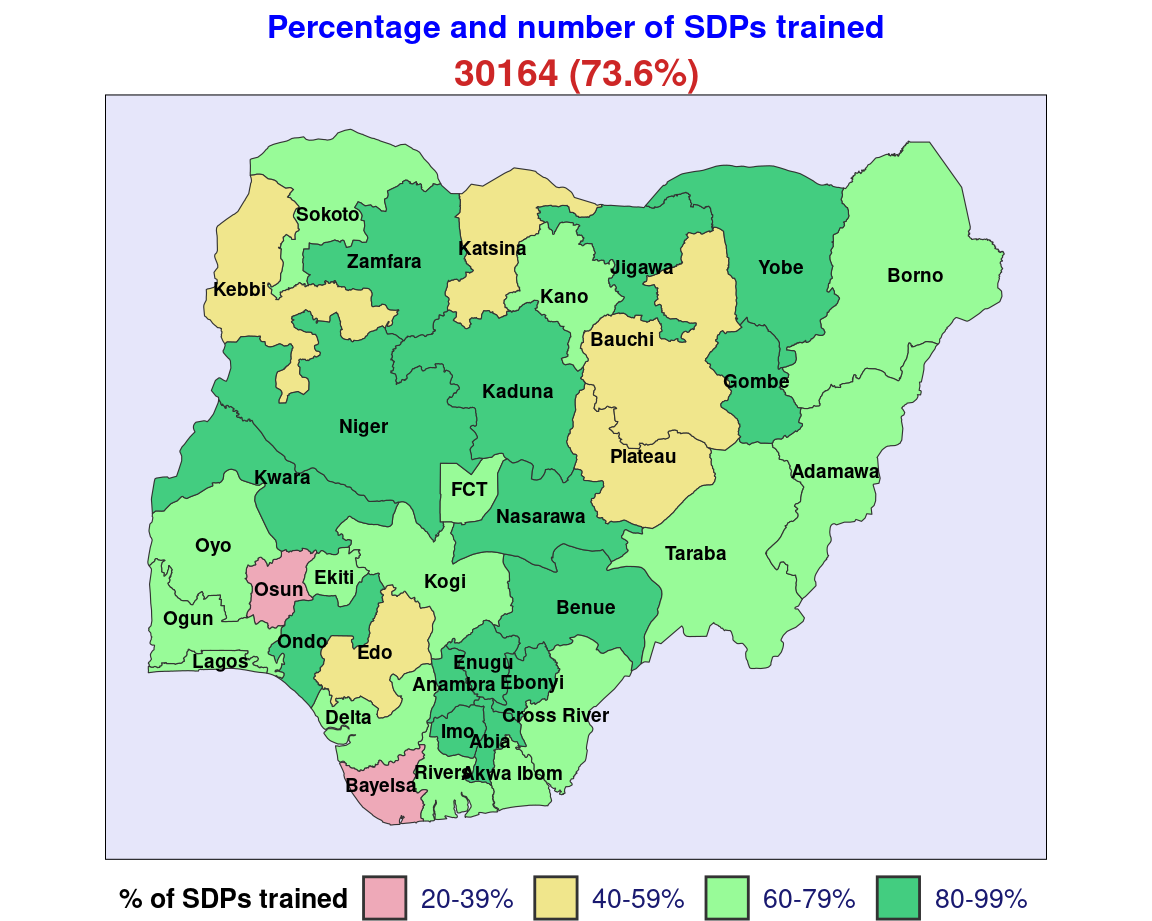 Percentage and number of SDPs trained
30164 (73.6%)
Sokoto
Katsina
Zamfara
Jigawa
Yobe
Borno
Kebbi
Kano
Bauchi
Gombe
Kaduna
Niger
Plateau
Adamawa
Kwara
FCT
Nasarawa
Oyo
Taraba
Osun
Ekiti
Kogi
Benue
Ogun
Ondo
Edo
Lagos
Enugu
Anambra
Ebonyi
Delta
Cross River
Imo
Abia
Bayelsa
Rivers
Akwa Ibom
% of SDPs trained 20-39% 40-59% 60-79% 80-99%